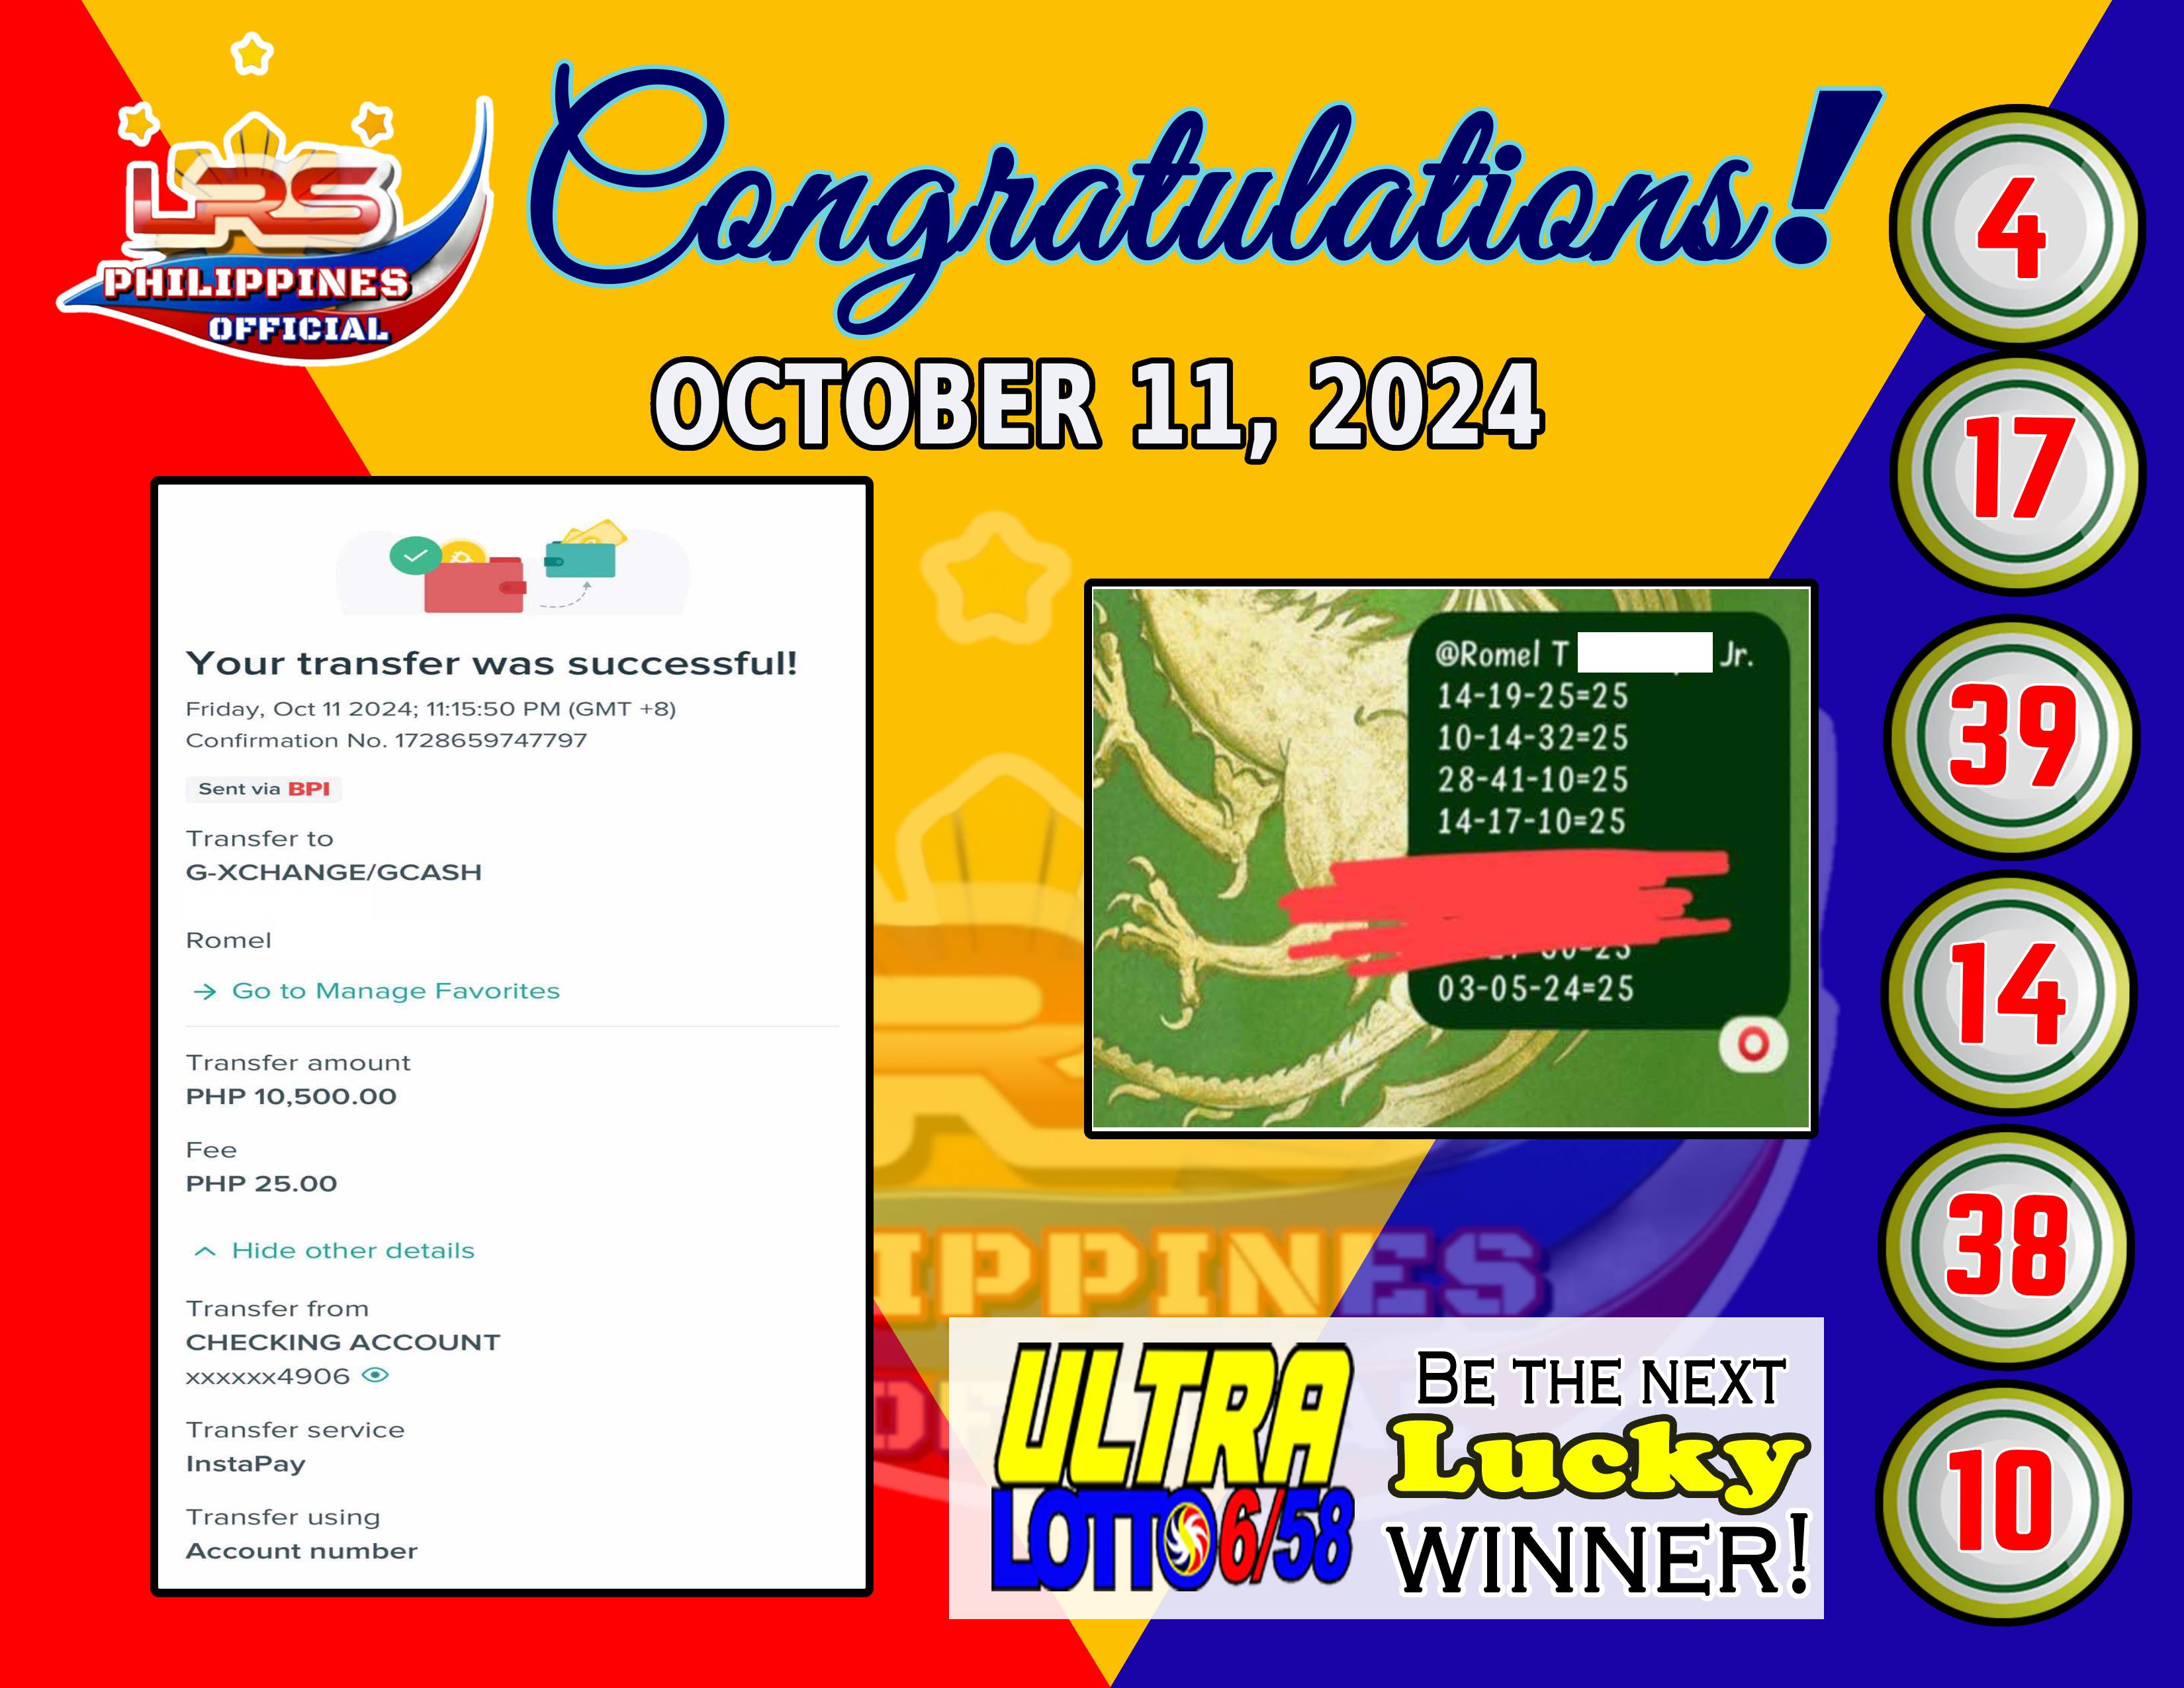 LRS
PHILIPPINES
OFFICIAL
Congratulations!
OCTOBER 11, 2024
Your transfer was successful!
Friday, Oct 11 2024; 11:15:50 PM (GMT +8)
Confirmation No. 1728659747797
Sent via BPI
Transfer to
G-XCHANGE/GCASH
Romel
Go to Manage Favorites
Transfer amount
PHP 10,500.00
Fee
PHP 25.00
Hide other details
Transfer from
CHECKING ACCOUNT
xxxxxx4906
Transfer service
InstaPay
Transfer using
Account number
@Romel T Jr.
14-19-25=25
10-14-32=25
28-41-10=25
14-17-10=25
03-05-24=25
ULTRA
LOTTO 6/58
BE THE NEXT
Lucky
WINNER!
4
17
39
14
38
10